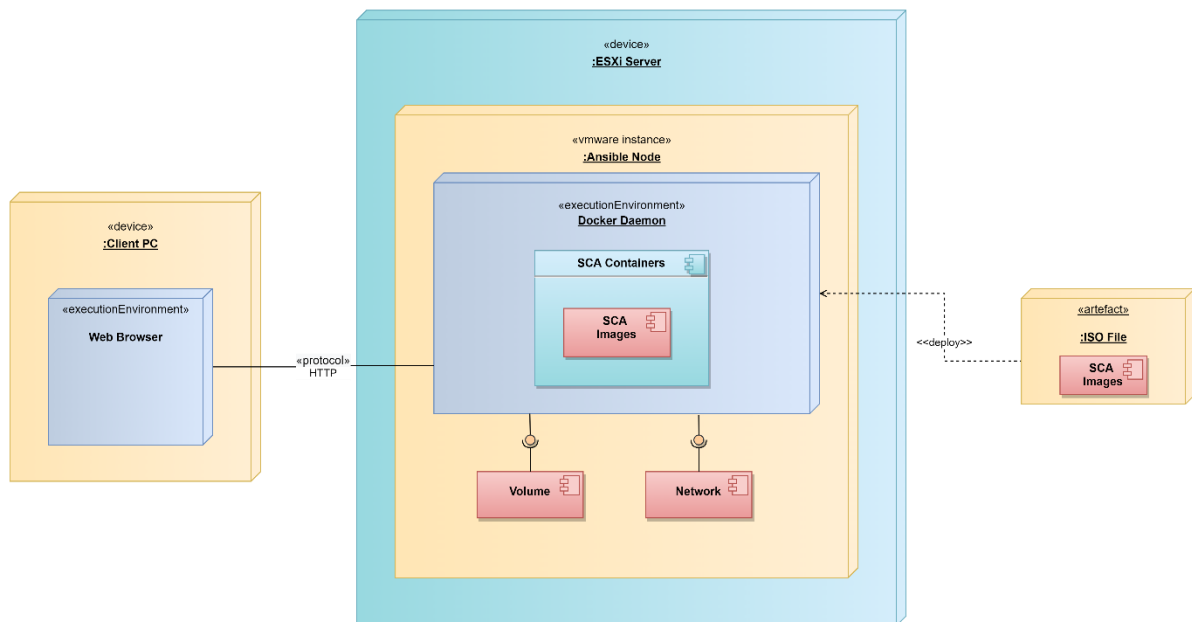 «device»
:ESXi Server
«vmware instance»
:Ansible Node
«executionEnvironment»
Docker Daemon
SCA Containers
SCA
Images
Volume
Network
«device»
:Client PC
«executionEnvironment»
Web Browser
«protocol»
HTTP
<<deploy>>
«artefact»
:ISO File
SCA
Images